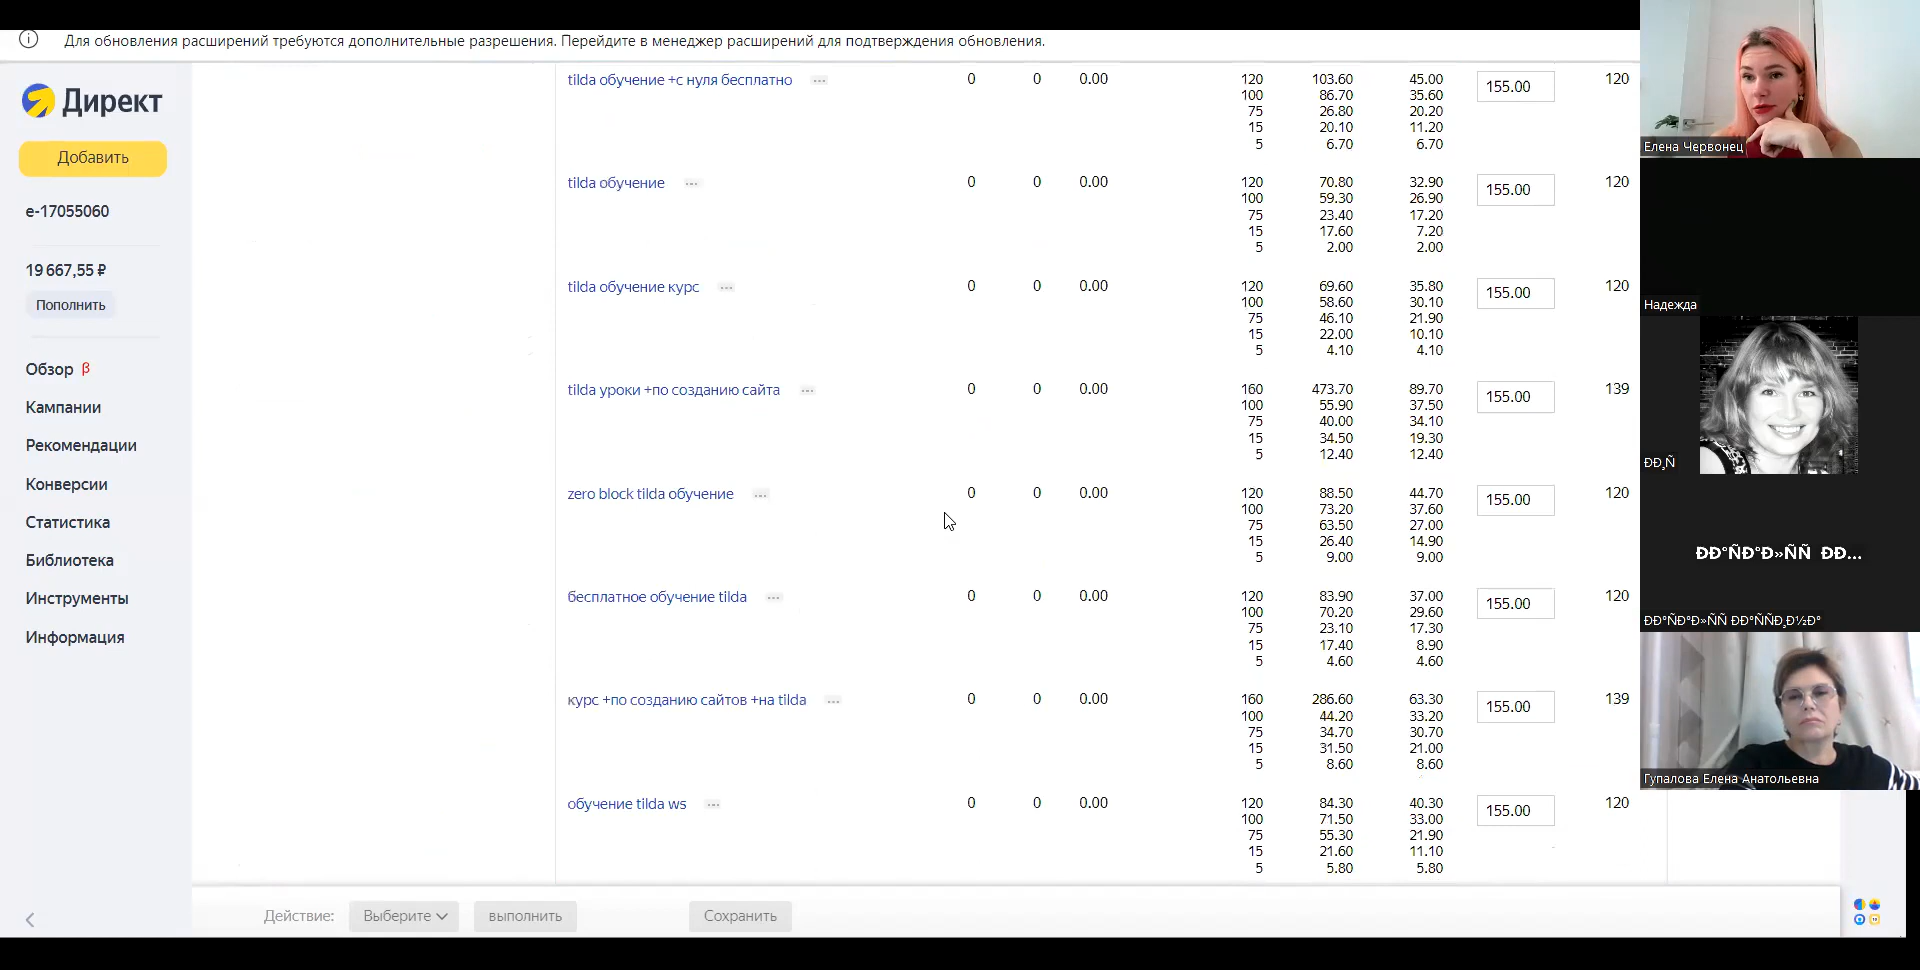 Для обновления расширений требуются дополнительные разрешения. Перейдите в менеджер расширений для подтверждения обновления.
Директ
Добавить
e-17055060
19 667,55 ₽
Пополнить
Обзор β
Кампании
Рекомендации
Конверсии
Статистика
Библиотека
Инструменты
Информация
tilda обучение +с нуля бесплатно ... 0 0 0.00 120 103.60 45.00 155.00 120
100 86.70 35.60
75 26.80 20.20
15 20.10 11.20
5 6.70 6.70
tilda обучение ... 0 0 0.00 120 70.80 32.90 155.00 120
100 59.30 26.90
75 23.40 17.20
15 17.60 7.20
5 2.00 2.00
tilda обучение курс ... 0 0 0.00 120 69.60 35.80 155.00 120
100 58.60 30.10
75 46.10 21.90
15 22.00 10.10
5 4.10 4.10
tilda уроки +по созданию сайта ... 0 0 0.00 160 473.70 89.70 155.00 139
100 55.90 37.50
75 40.00 34.10
15 34.50 19.30
5 12.40 12.40
zero block tilda обучение ... 0 0 0.00 120 88.50 44.70 155.00 120
100 73.20 37.60
75 63.50 27.00
15 26.40 14.90
5 9.00 9.00
бесплатное обучение tilda ... 0 0 0.00 120 83.90 37.00 155.00 120
100 70.20 29.60
75 23.10 17.30
15 17.40 8.90
5 4.60 4.60
курс +по созданию сайтов +на tilda ... 0 0 0.00 160 286.60 63.30 155.00 139
100 44.20 33.20
75 34.70 30.70
15 31.50 21.00
5 8.60 8.60
обучение tilda ws ... 0 0 0.00 120 84.30 40.30 155.00 120
100 71.50 33.00
75 55.30 21.90
15 21.60 11.10
5 5.80 5.80
Действие: Выберите выполнить Сохранить
Елена Червонец
Надежда
ÐÐ¸Ñ
ÐÐ°ÑÐ°Ð»ÑÑ ÐÐ...
ÐÐ°ÑÐ°Ð»ÑÑ ÐÐ°ÑÑÐ¸Ð½Ð°
Гупалова Елена Анатольевна